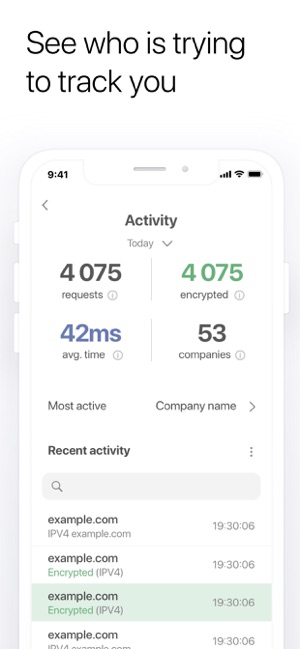 See who is trying
to track you
9:41
Activity
Today
4 075
4 075
requests
encrypted
42ms
53
avg. time
companies
Most active
Company name
Recent activity
example.com
19:30:06
IPV4 example.com
example.com
19:30:06
Encrypted (IPV4)
example.com
19:30:06
Encrypted (IPV4)
example.com
19:30:06
IPV4 example.com